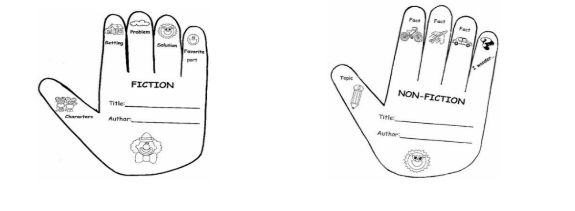 Setting
Problem
Solution
Favorite
part
Characters
FICTION
Title:
Author:
Fact
Fact
Fact
I wonder...
Topic
NON-FICTION
Title:
Author: